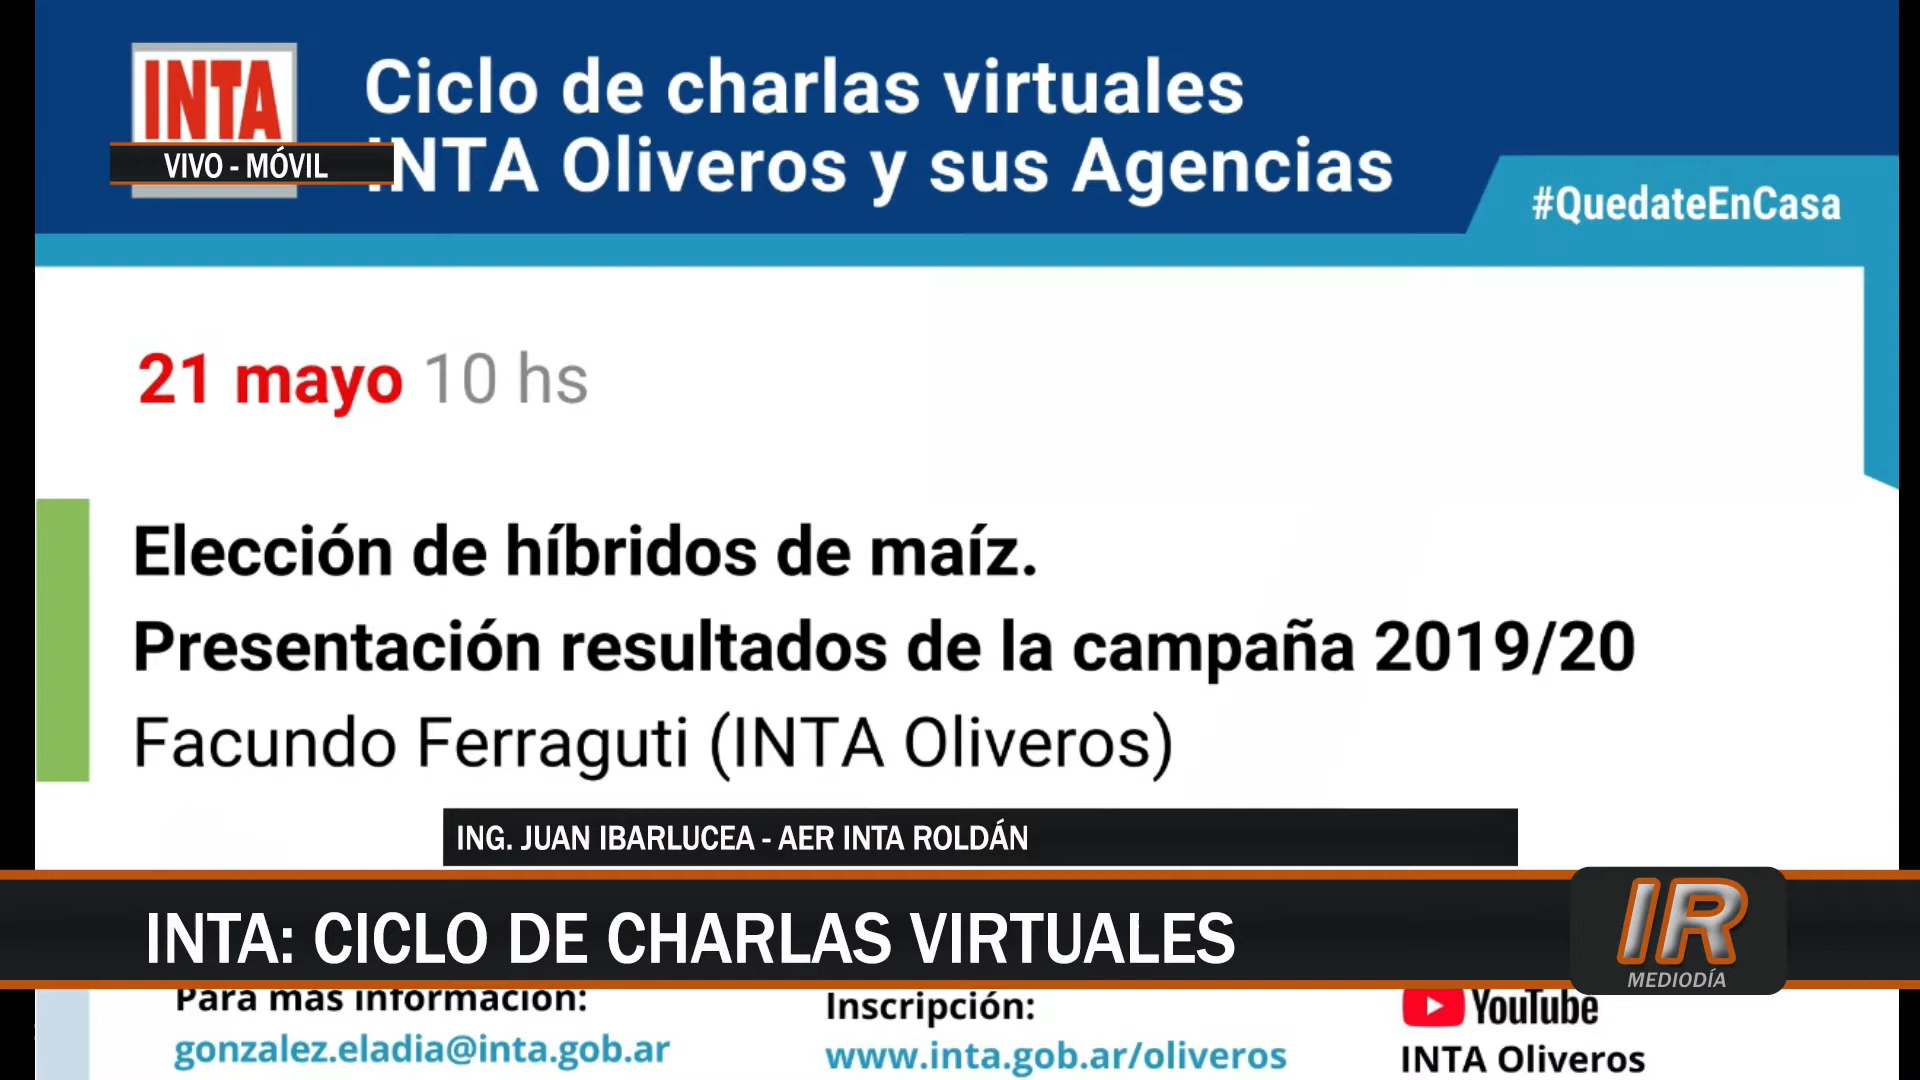 INTA
Ciclo de charlas virtuales
INTA Oliveros y sus Agencias
VIVO - MÓVIL
#QuedateEnCasa
21 mayo 10 hs
Elección de híbridos de maíz.
Presentación resultados de la campaña 2019/20
Facundo Ferraguti (INTA Oliveros)
ING. JUAN IBARLUCEA - AER INTA ROLDÁN
INTA: CICLO DE CHARLAS VIRTUALES
IR
MEDIODÍA
Para más información:
gonzalez.eladia@inta.gob.ar
Inscripción:
www.inta.gob.ar/oliveros
YouTube
INTA Oliveros